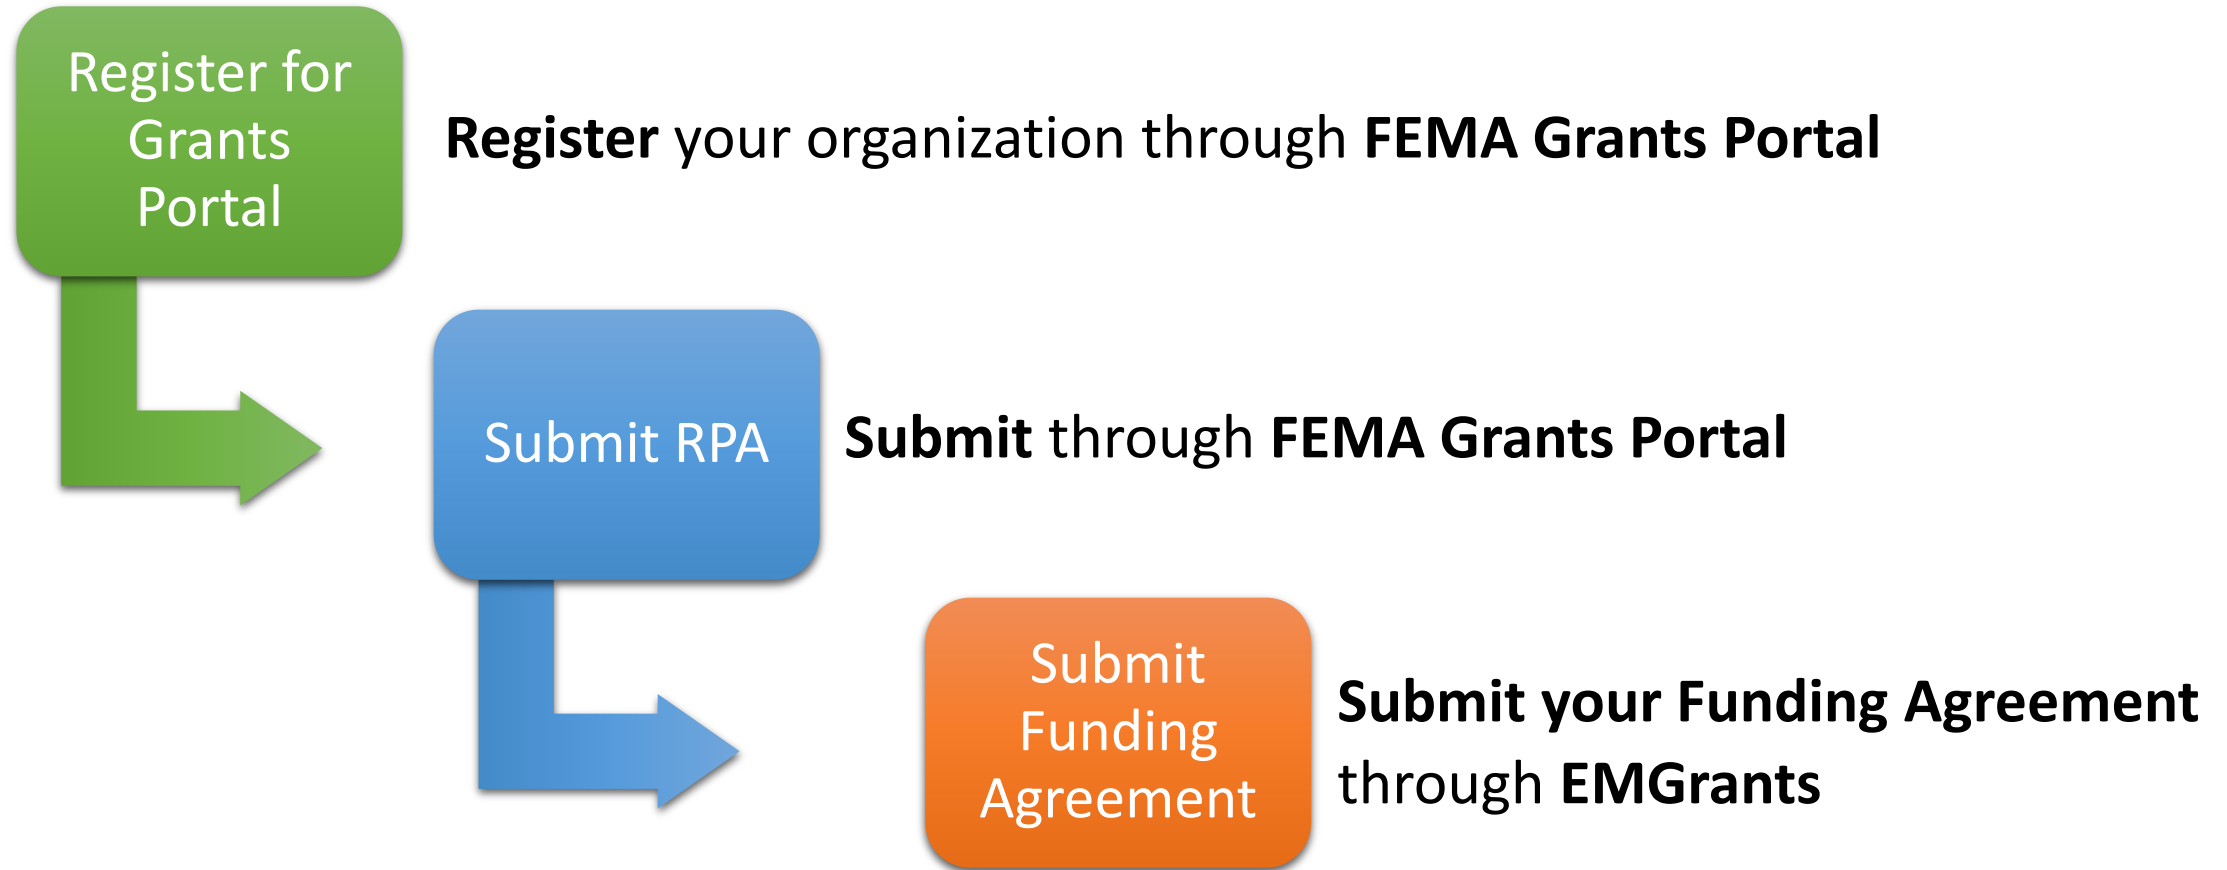 Register for
Grants
Portal
Register your organization through FEMA Grants Portal
Submit RPA
Submit through FEMA Grants Portal
Submit
Funding
Agreement
Submit your Funding Agreement
through EMGrants